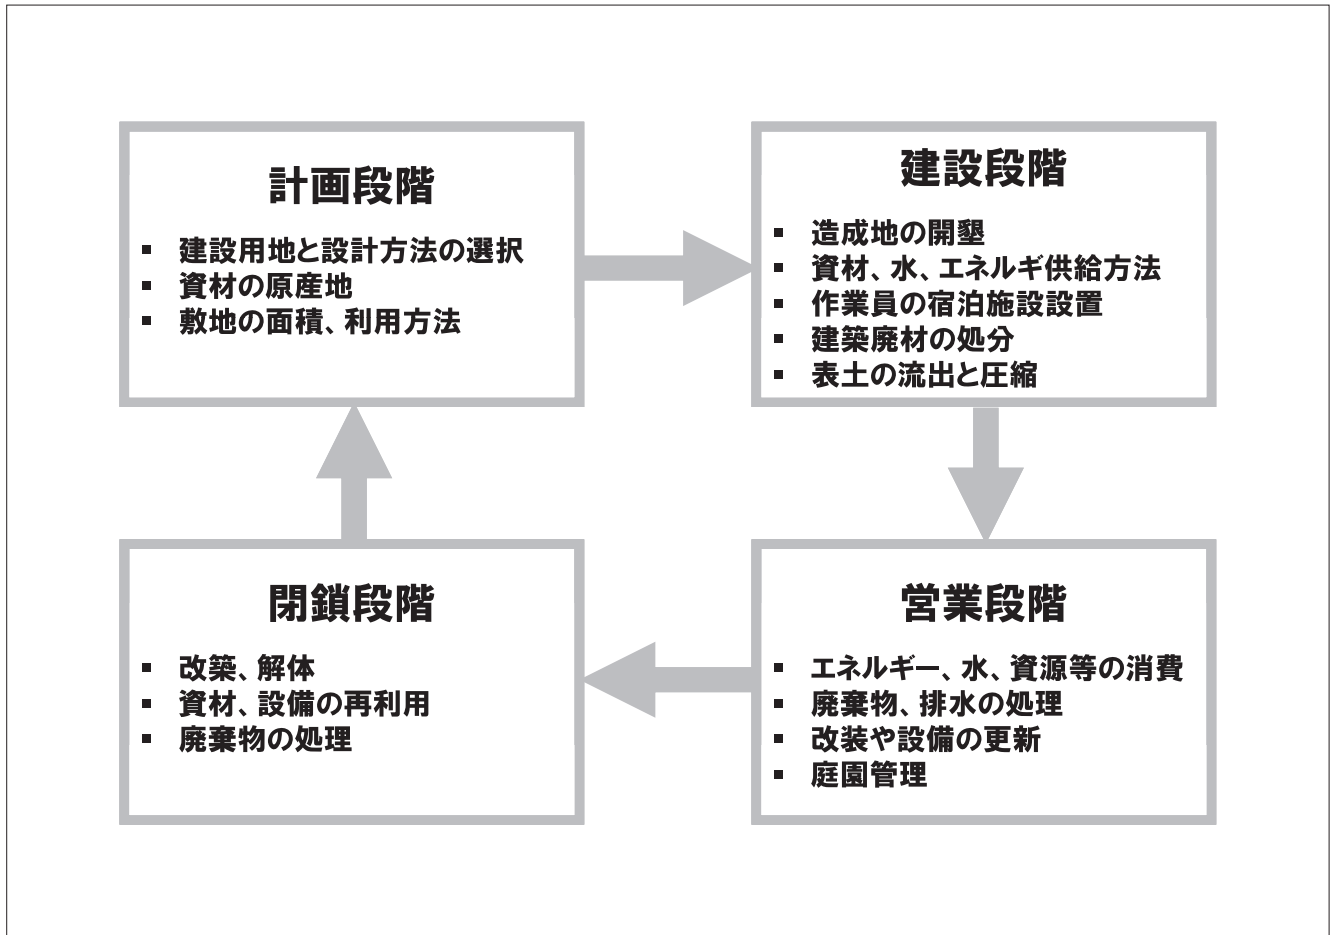 計画段階
▪ 建設用地と設計方法の選択
▪ 資材の原産地
▪ 敷地の面積、利用方法
建設段階
▪ 造成地の開墾
▪ 資材、水、エネルギ供給方法
▪ 作業員の宿泊施設設置
▪ 建築廃材の処分
▪ 表土の流出と圧縮
営業段階
▪ エネルギー、水、資源等の消費
▪ 廃棄物、排水の処理
▪ 改装や設備の更新
▪ 庭園管理
閉鎖段階
▪ 改築、解体
▪ 資材、設備の再利用
▪ 廃棄物の処理